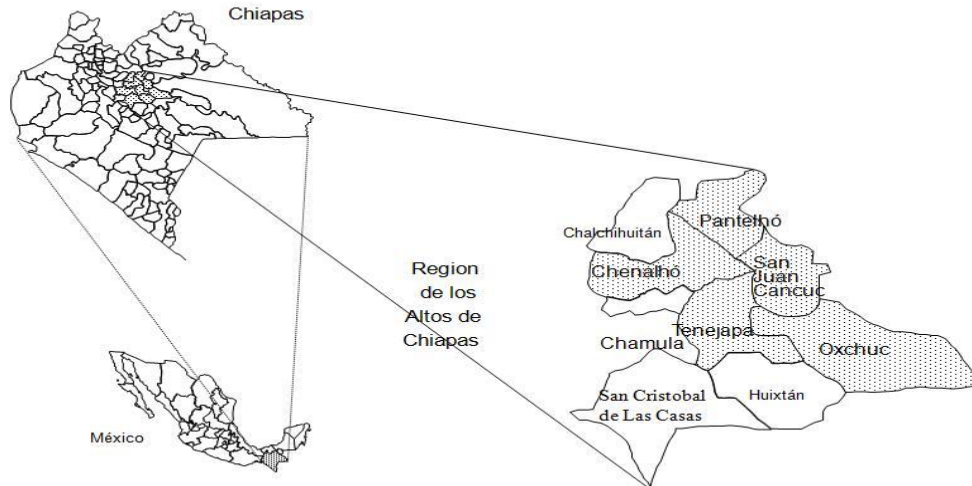 Chiapas
Pantelhó
Chalchihuitán
San
Juan
Cancuc
Chenalhó
Region
de los
Altos de
Chiapas
Tenejapa
Chamula
Oxchuc
San Cristobal
de Las Casas
Huixtán
México